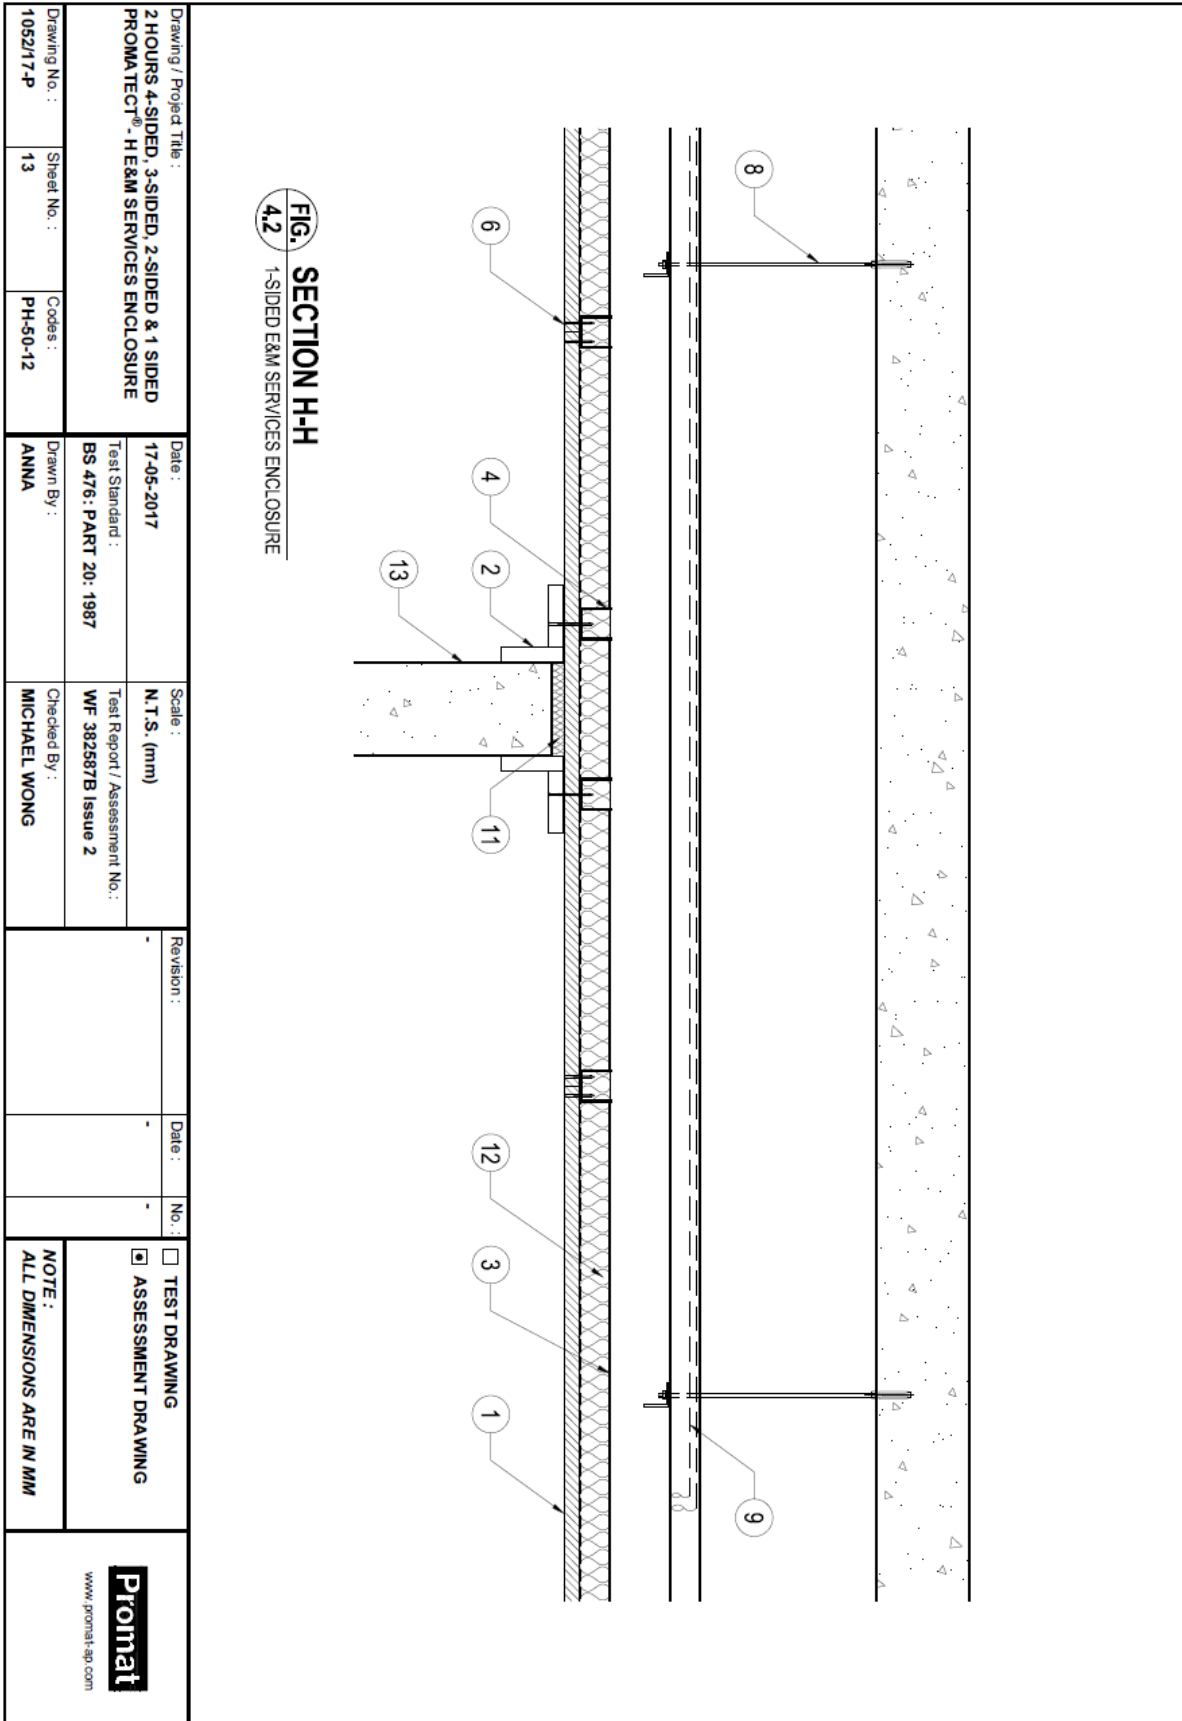 8
6
4
2
13
11
12
3
1
9
FIG.
4.2
SECTION H-H
1-SIDED E&M SERVICES ENCLOSURE
Drawing / Project Title :
2 HOURS 4-SIDED, 3-SIDED, 2-SIDED & 1 SIDED
PROMATECT® - H E&M SERVICES ENCLOSURE
Drawing No. :
1052/17-P
Sheet No. :
13
Codes :
PH-50-12
Date :
17-05-2017
Scale :
N.T.S. (mm)
Test Standard :
BS 476: PART 20: 1987
Test Report / Assessment No.:
WF 382587B Issue 2
Drawn By :
ANNA
Checked By :
MICHAEL WONG
Revision :
-
Date :
-
No. :
-
TEST DRAWING
ASSESSMENT DRAWING
NOTE :
ALL DIMENSIONS ARE IN MM
Promat
www.promat-ap.com